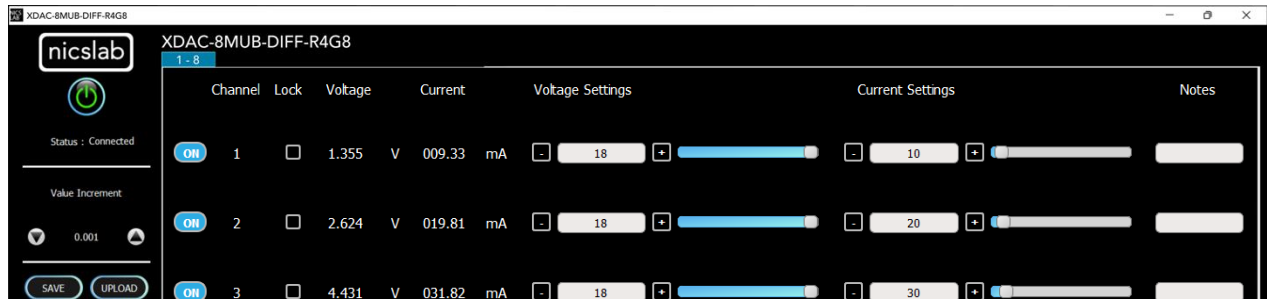 XDAC-8MUB-DIFF-R4G8
nicslab
XDAC-8MUB-DIFF-R4G8
1 - 8
Channel Lock Voltage Current Voltage Settings Current Settings Notes
Status : Connected
ON 1 1.355 V 009.33 mA - 18 + - 10 +
Value Increment
0.001
ON 2 2.624 V 019.81 mA - 18 + - 20 +
SAVE UPLOAD
ON 3 4.431 V 031.82 mA - 18 + - 30 +